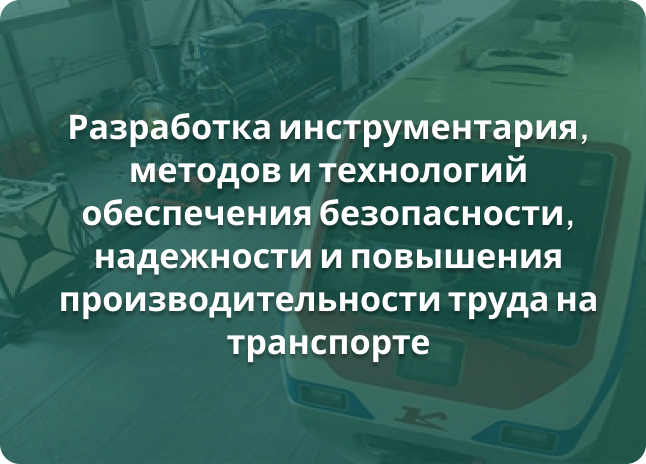 Разработка инструментария,
методов и технологий
обеспечения безопасности,
надежности и повышения
производительности труда на
транспорте